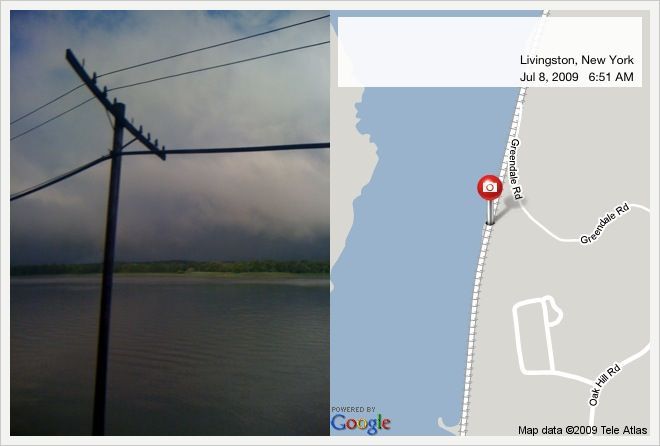 Livingston, New York
Jul 8, 2009 6:51 AM
Greendale Rd
Greendale Rd
Oak Hill Rd
POWERED BY
Google
Map data ©2009 Tele Atlas